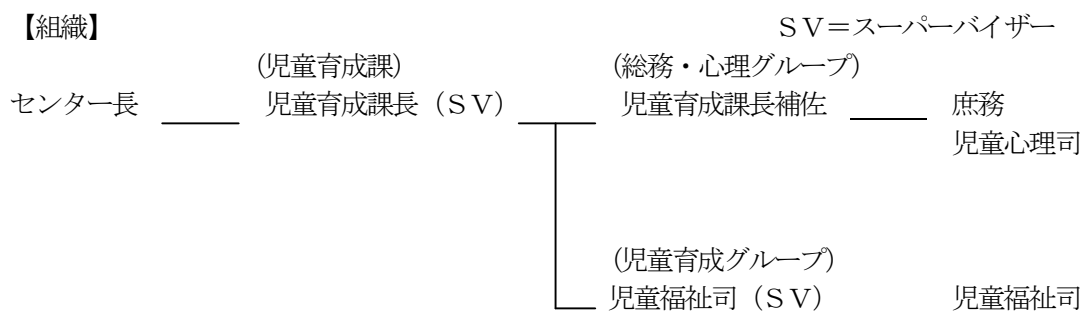 【組織】 SV=スーパーバイザー
(児童育成課) (総務・心理グループ)
センター長 児童育成課長(SV) 児童育成課長補佐 庶務
児童心理司
(児童育成グループ)
児童福祉司(SV) 児童福祉司